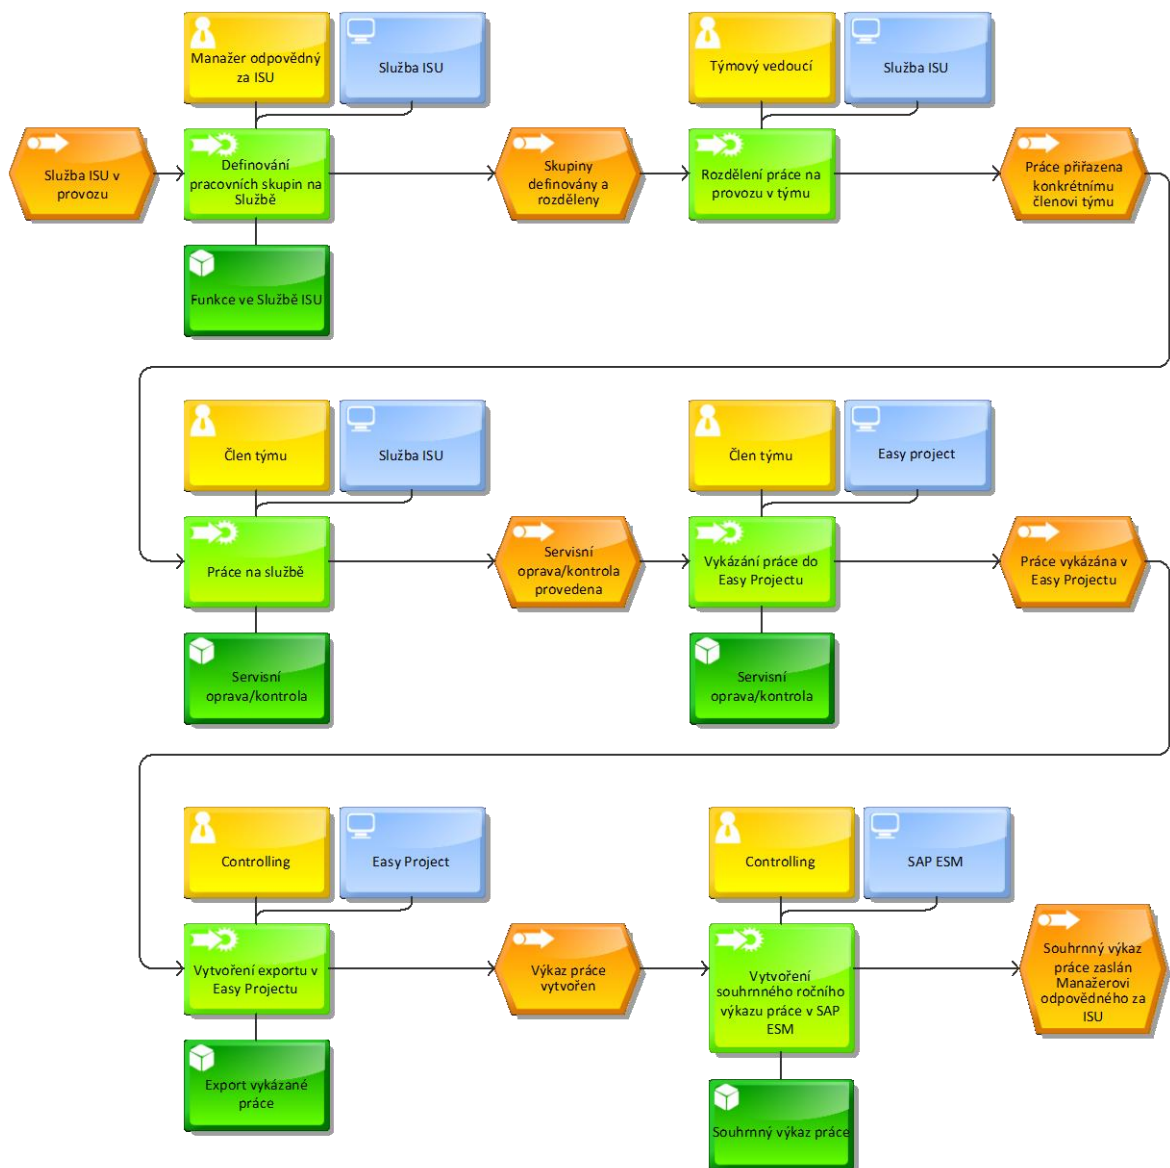 Manažer odpovědný
za ISU
Služba ISU
Týmový vedoucí
Služba ISU
Služba ISU v
provozu
Definování
pracovních skupin na
Službě
Skupiny
definovány a
rozděleny
Rozdělení práce na
provozu v týmu
Práce přiřazena
konkrétnímu
členovi týmu
Funkce ve Službě ISU
Člen týmu
Služba ISU
Člen týmu
Easy project
Práce na službě
Servisní
oprava/kontrola
provedena
Vykázání práce do
Easy Projectu
Práce vykázána v
Easy Projectu
Servisní
oprava/kontrola
Servisní
oprava/kontrola
Controlling
Easy Project
Controlling
SAP ESM
Vytvoření exportu v
Easy Projectu
Výkaz práce
vytvořen
Vytvoření
souhrnného ročního
výkazu práce v SAP
ESM
Souhrnný výkaz
práce zaslán
Manažerovi
odpovědného za
ISU
Export vykázané
práce
Souhrnný výkaz práce